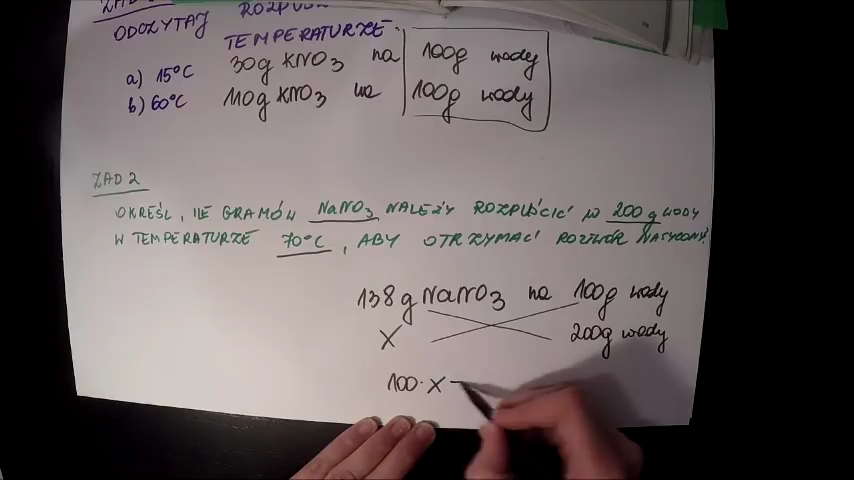 ODCZYTAJ
TEMPERATURZE.
a) 15°C 30g KNO3 na 100g wody
b) 60°C 110g KNO3 na 100g wody
ZAD 2
OKREŚL, ILE GRAMÓW NaNO3 NALEŻY ROZPUŚCIĆ W 200 g WODY
W TEMPERATURZE 70°C, ABY OTRZYMAĆ ROZTWÓR NASYCONY.
138g NaNO3 na 100g wody
X 200g wody
100·X